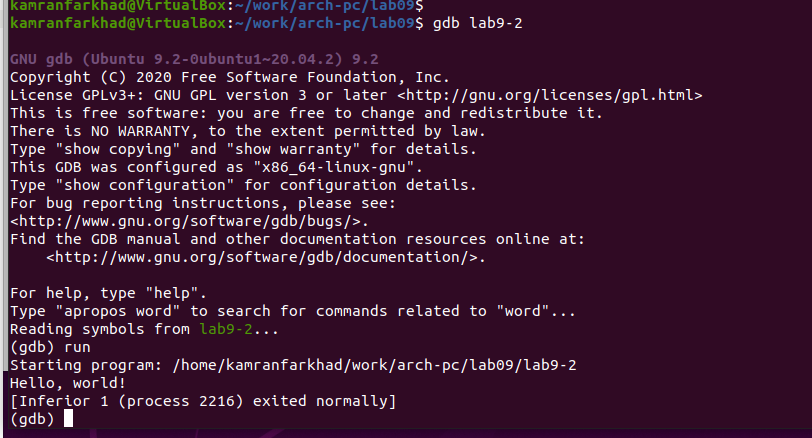 kamranfarkhad@VirtualBox:~/work/arch-pc/lab09$
kamranfarkhad@VirtualBox:~/work/arch-pc/lab09$ gdb lab9-2
GNU gdb (Ubuntu 9.2-0ubuntu1~20.04.2) 9.2
Copyright (C) 2020 Free Software Foundation, Inc.
License GPLv3+: GNU GPL version 3 or later <http://gnu.org/licenses/gpl.html>
This is free software: you are free to change and redistribute it.
There is NO WARRANTY, to the extent permitted by law.
Type "show copying" and "show warranty" for details.
This GDB was configured as "x86_64-linux-gnu".
Type "show configuration" for configuration details.
For bug reporting instructions, please see:
<http://www.gnu.org/software/gdb/bugs/>.
Find the GDB manual and other documentation resources online at:
    <http://www.gnu.org/software/gdb/documentation/>.
For help, type "help".
Type "apropos word" to search for commands related to "word"...
Reading symbols from lab9-2...
(gdb) run
Starting program: /home/kamranfarkhad/work/arch-pc/lab09/lab9-2
Hello, world!
[Inferior 1 (process 2216) exited normally]
(gdb)